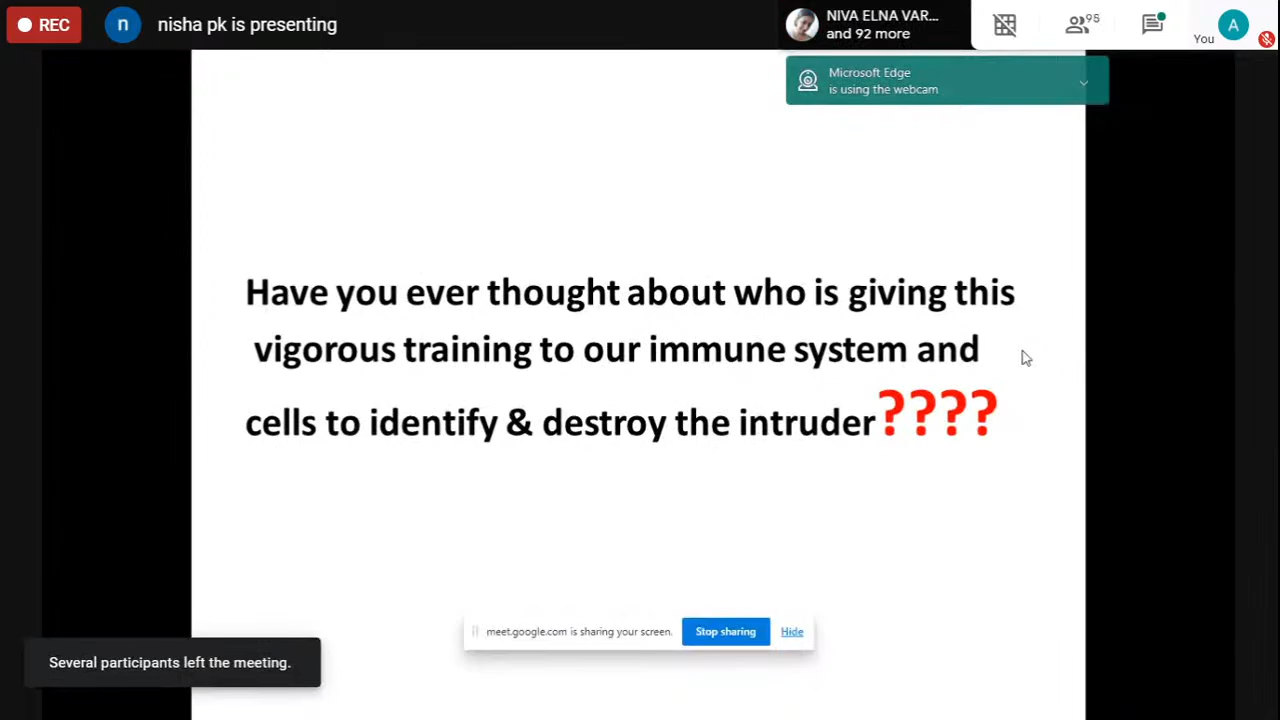 REC
n
nisha pk is presenting
NIVA ELNA VAR...
and 92 more
95
You
A
Microsoft Edge
is using the webcam
Have you ever thought about who is giving this
vigorous training to our immune system and
cells to identify & destroy the intruder????
meet.google.com is sharing your screen.
Stop sharing
Hide
Several participants left the meeting.